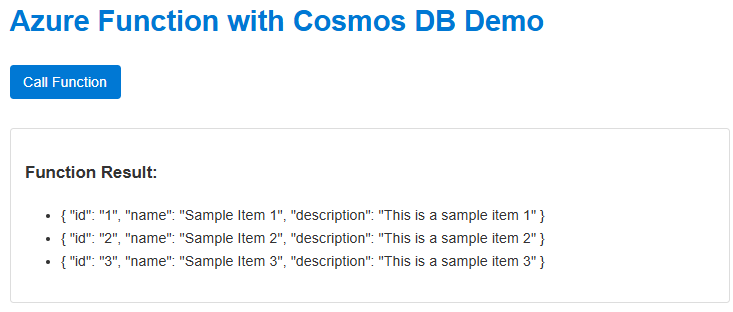 Azure Function with Cosmos DB Demo
Call Function
Function Result:
• { "id": "1", "name": "Sample Item 1", "description": "This is a sample item 1" }
• { "id": "2", "name": "Sample Item 2", "description": "This is a sample item 2" }
• { "id": "3", "name": "Sample Item 3", "description": "This is a sample item 3" }